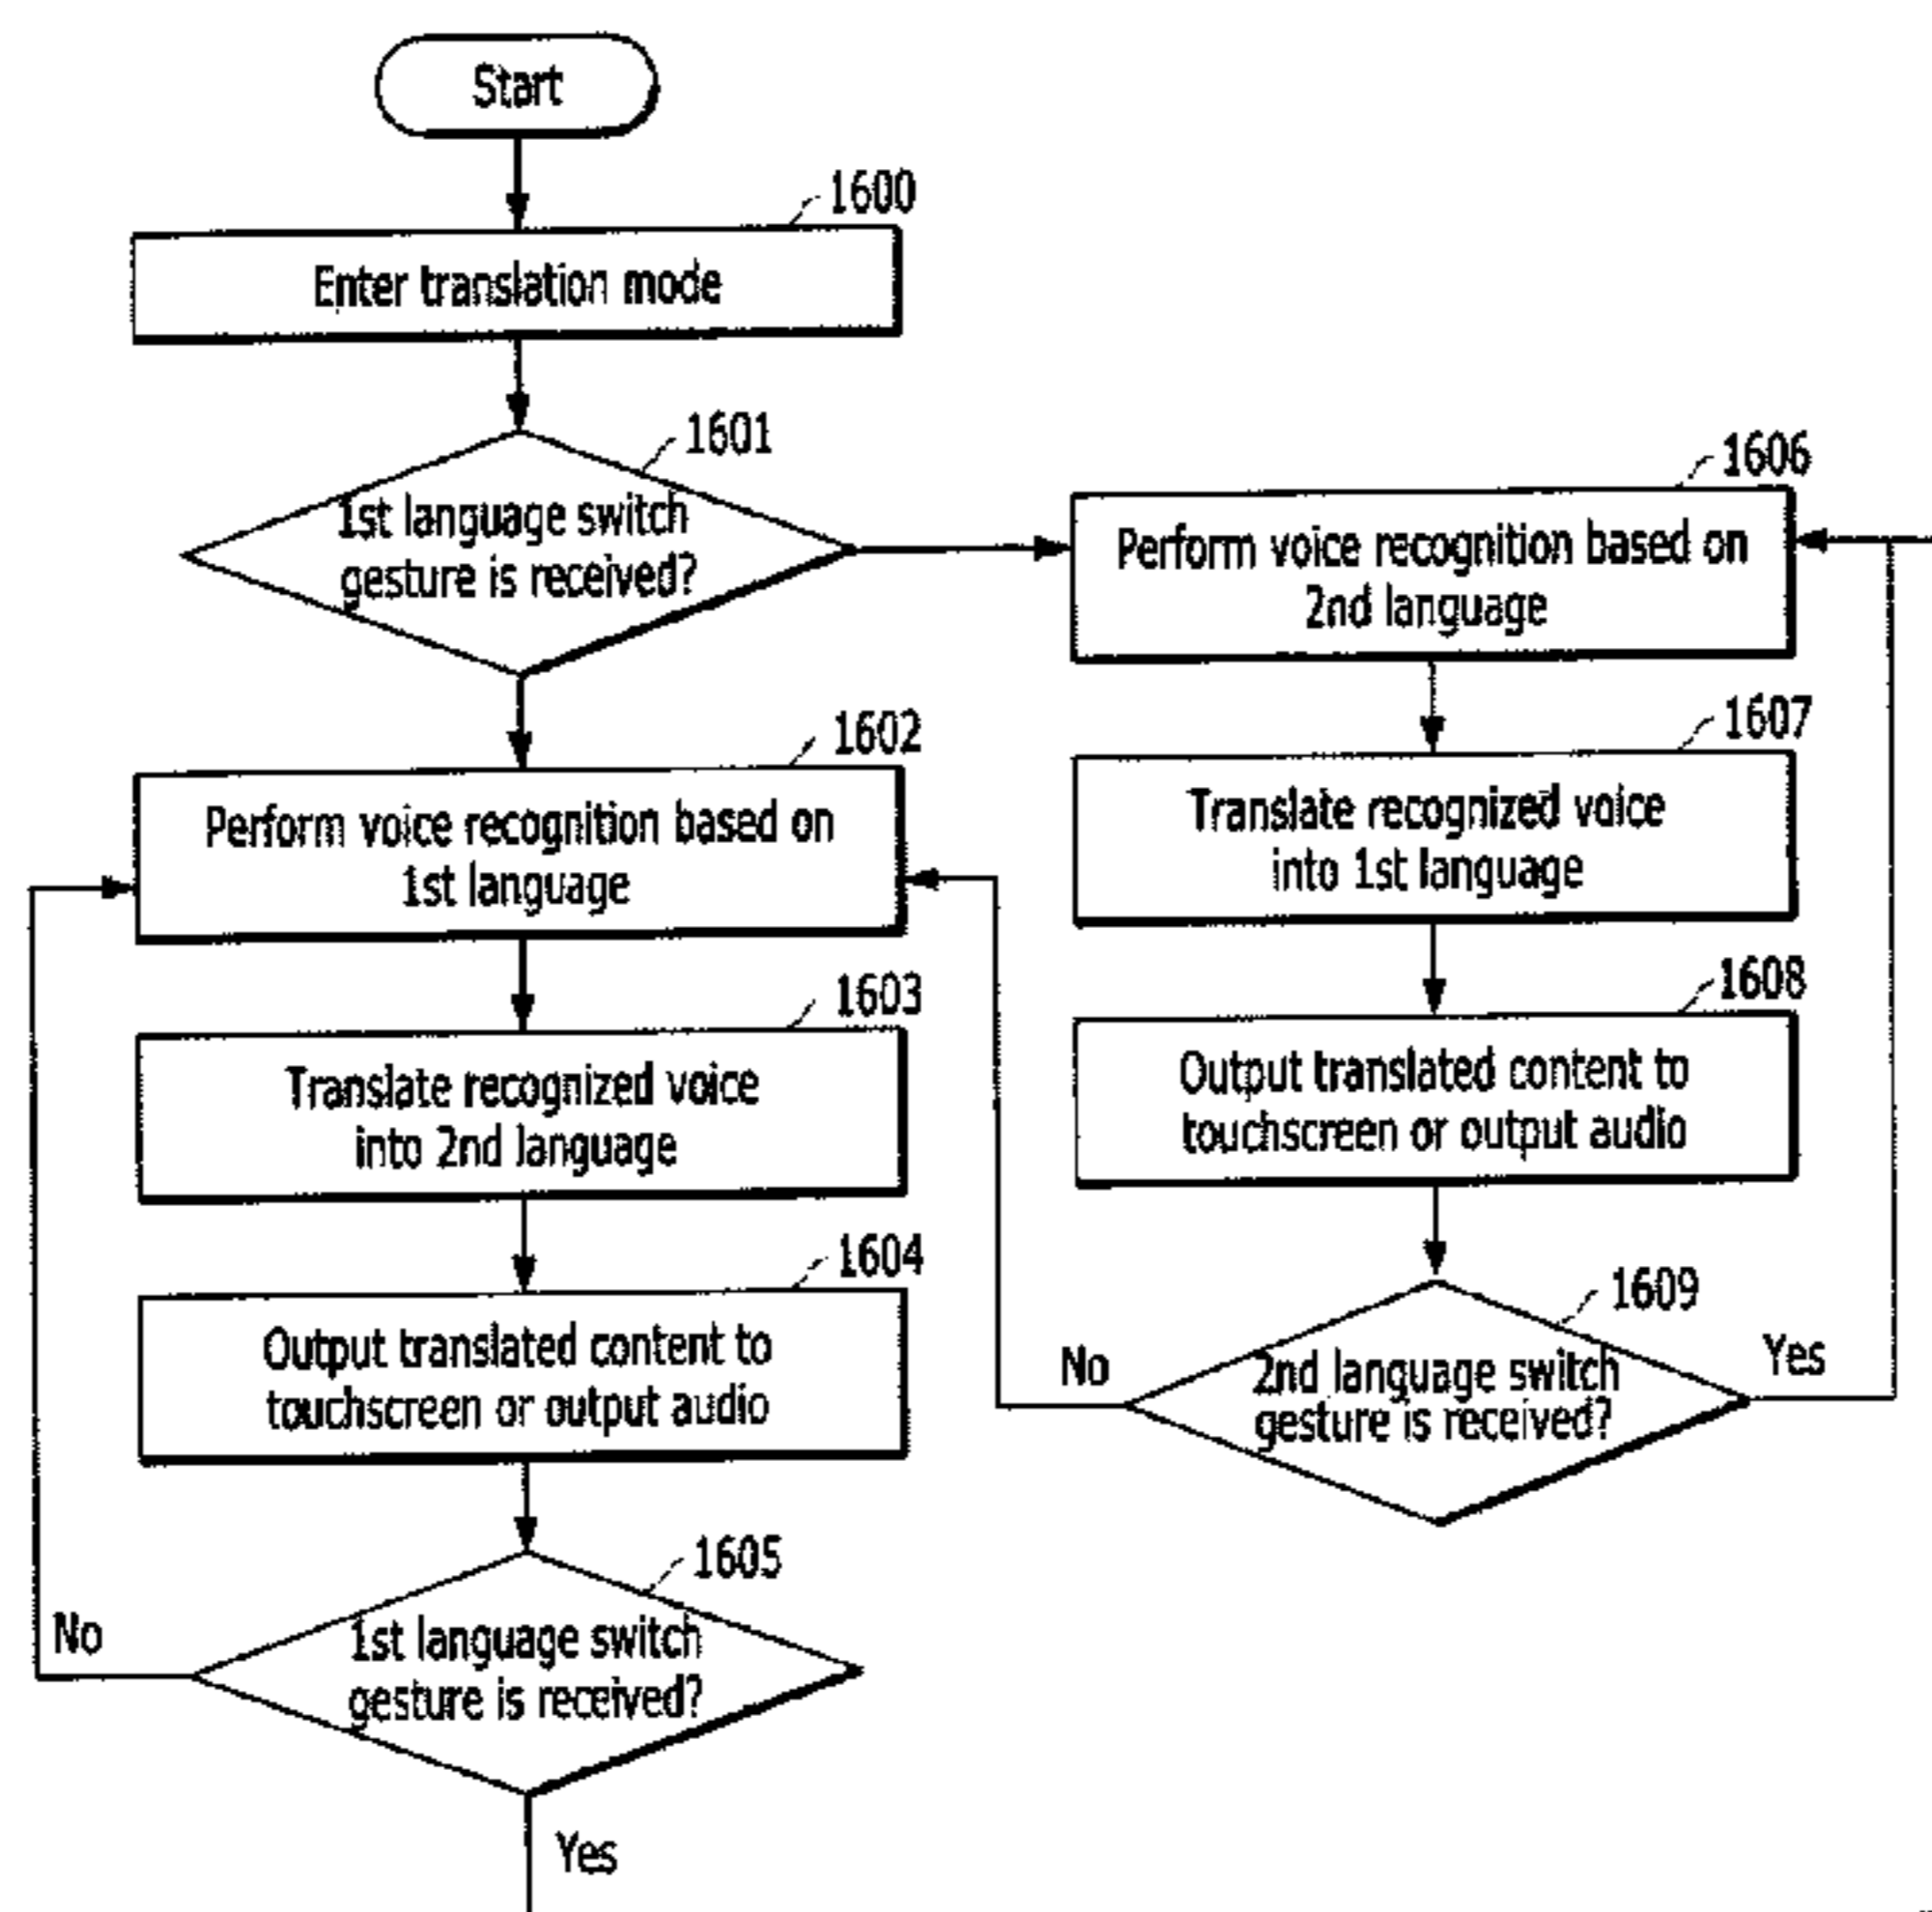 Start
1600
Enter translation mode
1601
1st language switch
gesture is received?
1602
Perform voice recognition based on
1st language
1603
Translate recognized voice
into 2nd language
1604
Output translated content to
touchscreen or output audio
1605
1st language switch
gesture is received?
No
Yes
1606
Perform voice recognition based on
2nd language
1607
Translate recognized voice
into 1st language
1608
Output translated content to
touchscreen or output audio
1609
2nd language switch
gesture is received?
No
Yes